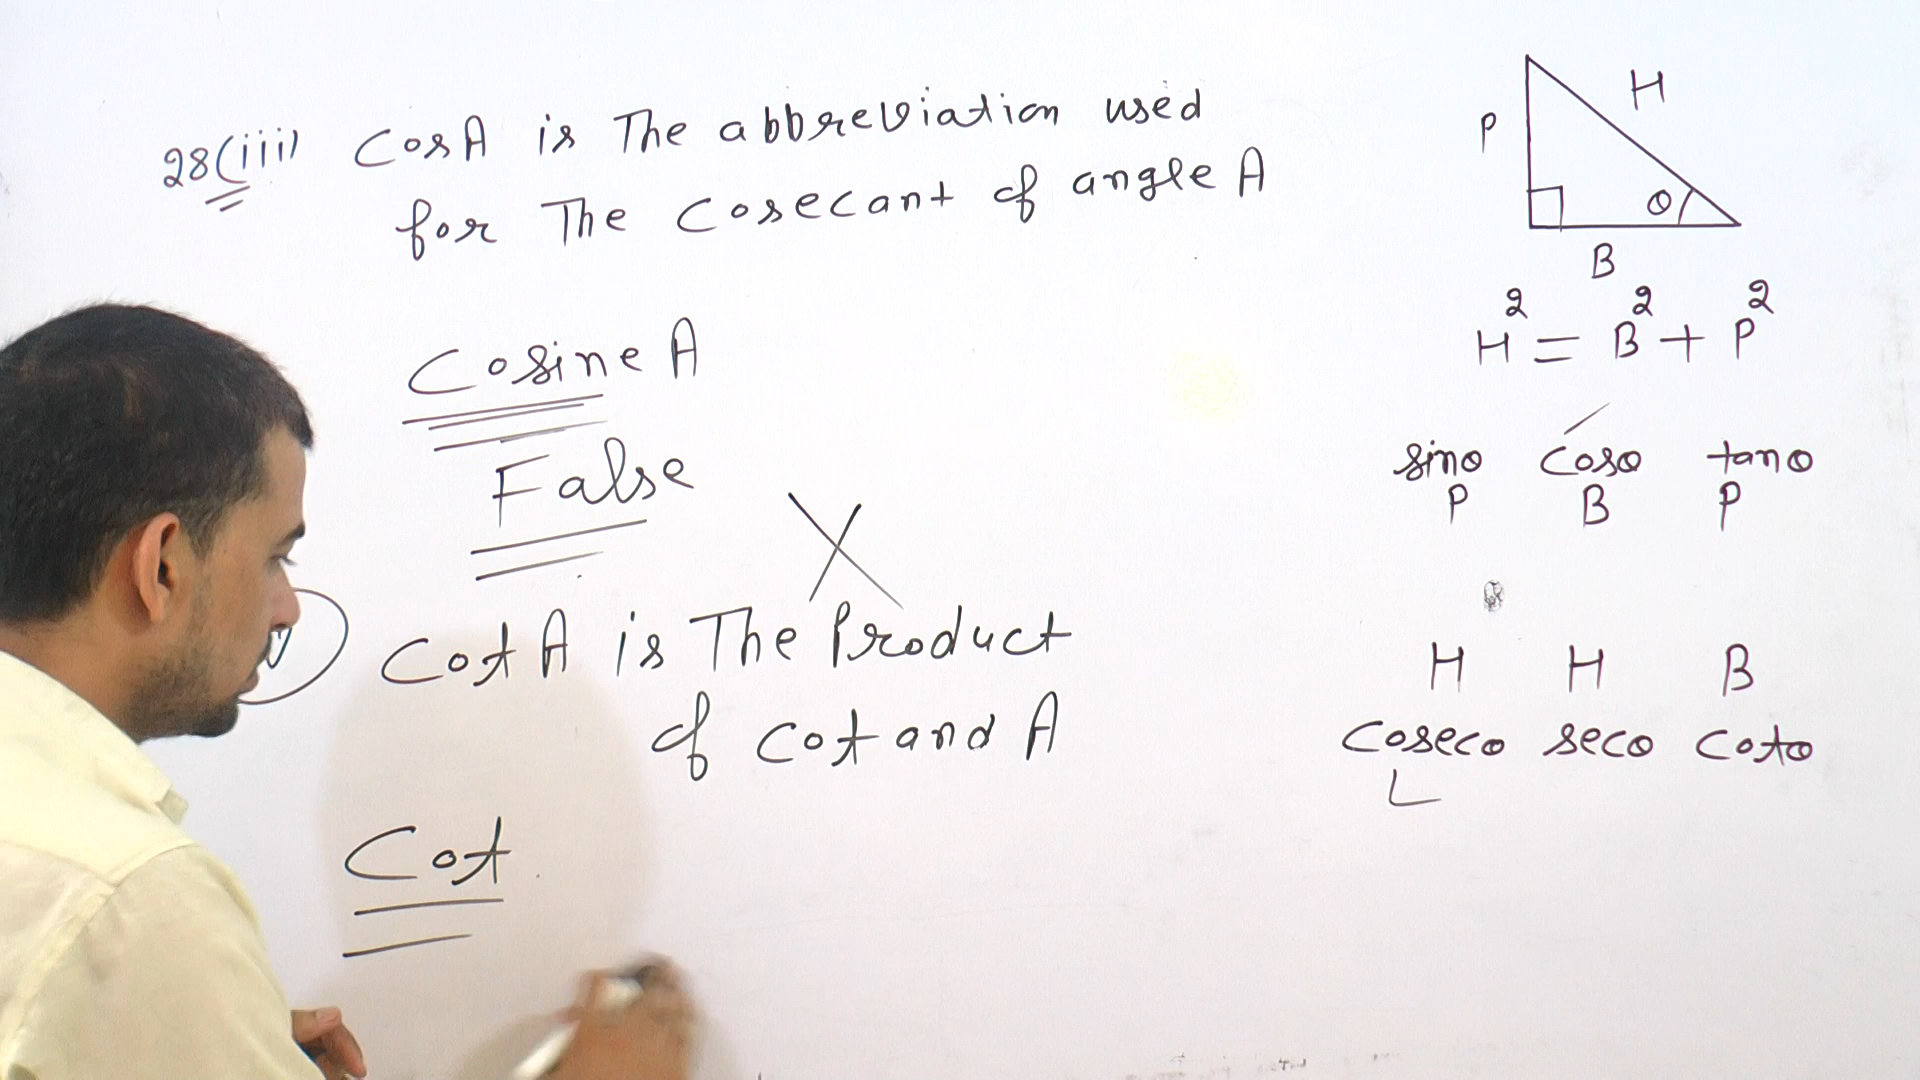 28(iii) CosA is The abbreviation used
for The Cosecant of angle A
Cosine A
False
Cot A is The Product
of Cot and A
Cot
H
P
θ
B
H² = B² + P²
sinθ Cosθ tanθ
P B P
H H B
Cosecθ secθ Cotθ
L